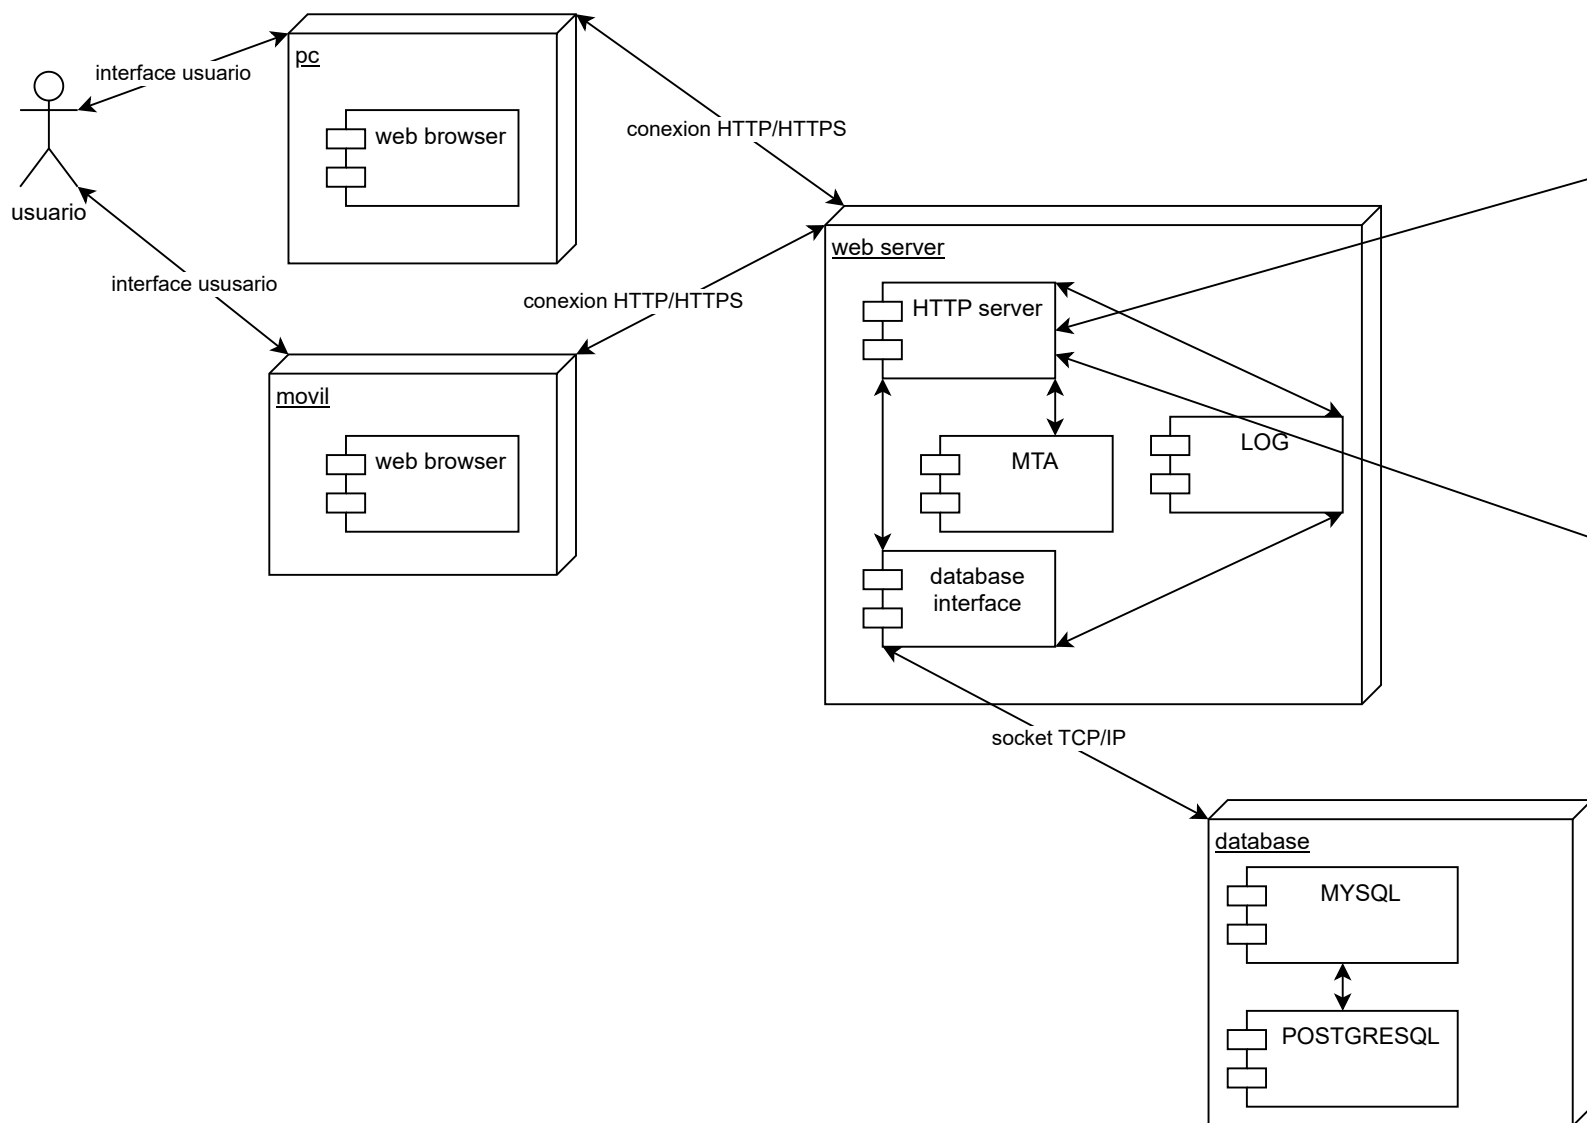 pc
interface usuario
web browser
conexion HTTP/HTTPS
usuario
web server
interface ususario
conexion HTTP/HTTPS
HTTP server
movil
web browser
MTA
LOG
database
interface
socket TCP/IP
database
MYSQL
POSTGRESQL